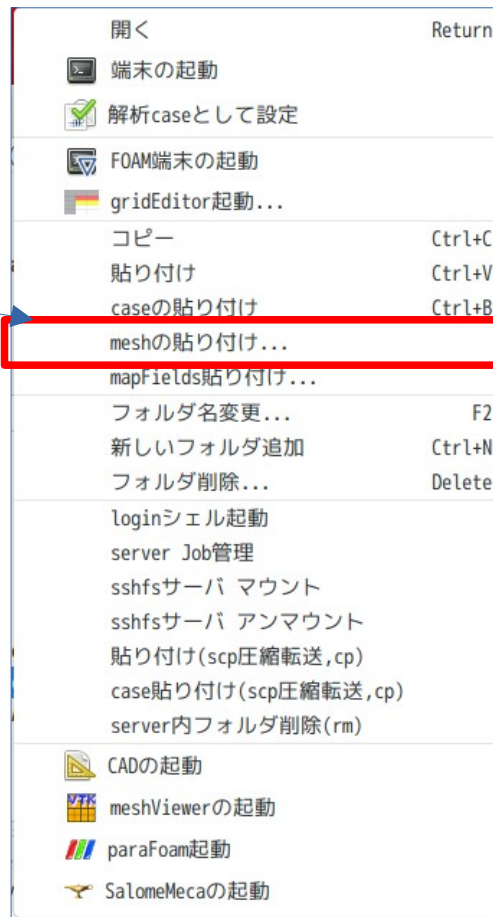 開く Return
端末の起動
解析caseとして設定
FOAM端末の起動
gridEditor起動...
コピー Ctrl+C
貼り付け Ctrl+V
caseの貼り付け Ctrl+B
meshの貼り付け...
mapFields貼り付け...
フォルダ名変更... F2
新しいフォルダ追加 Ctrl+N
フォルダ削除... Delete
loginシェル起動
server Job管理
sshfsサーバ マウント
sshfsサーバ アンマウント
貼り付け(scp圧縮転送,cp)
case貼り付け(scp圧縮転送,cp)
server内フォルダ削除(rm)
CADの起動
VTK meshViewerの起動
paraFoam起動
SalomeMecaの起動